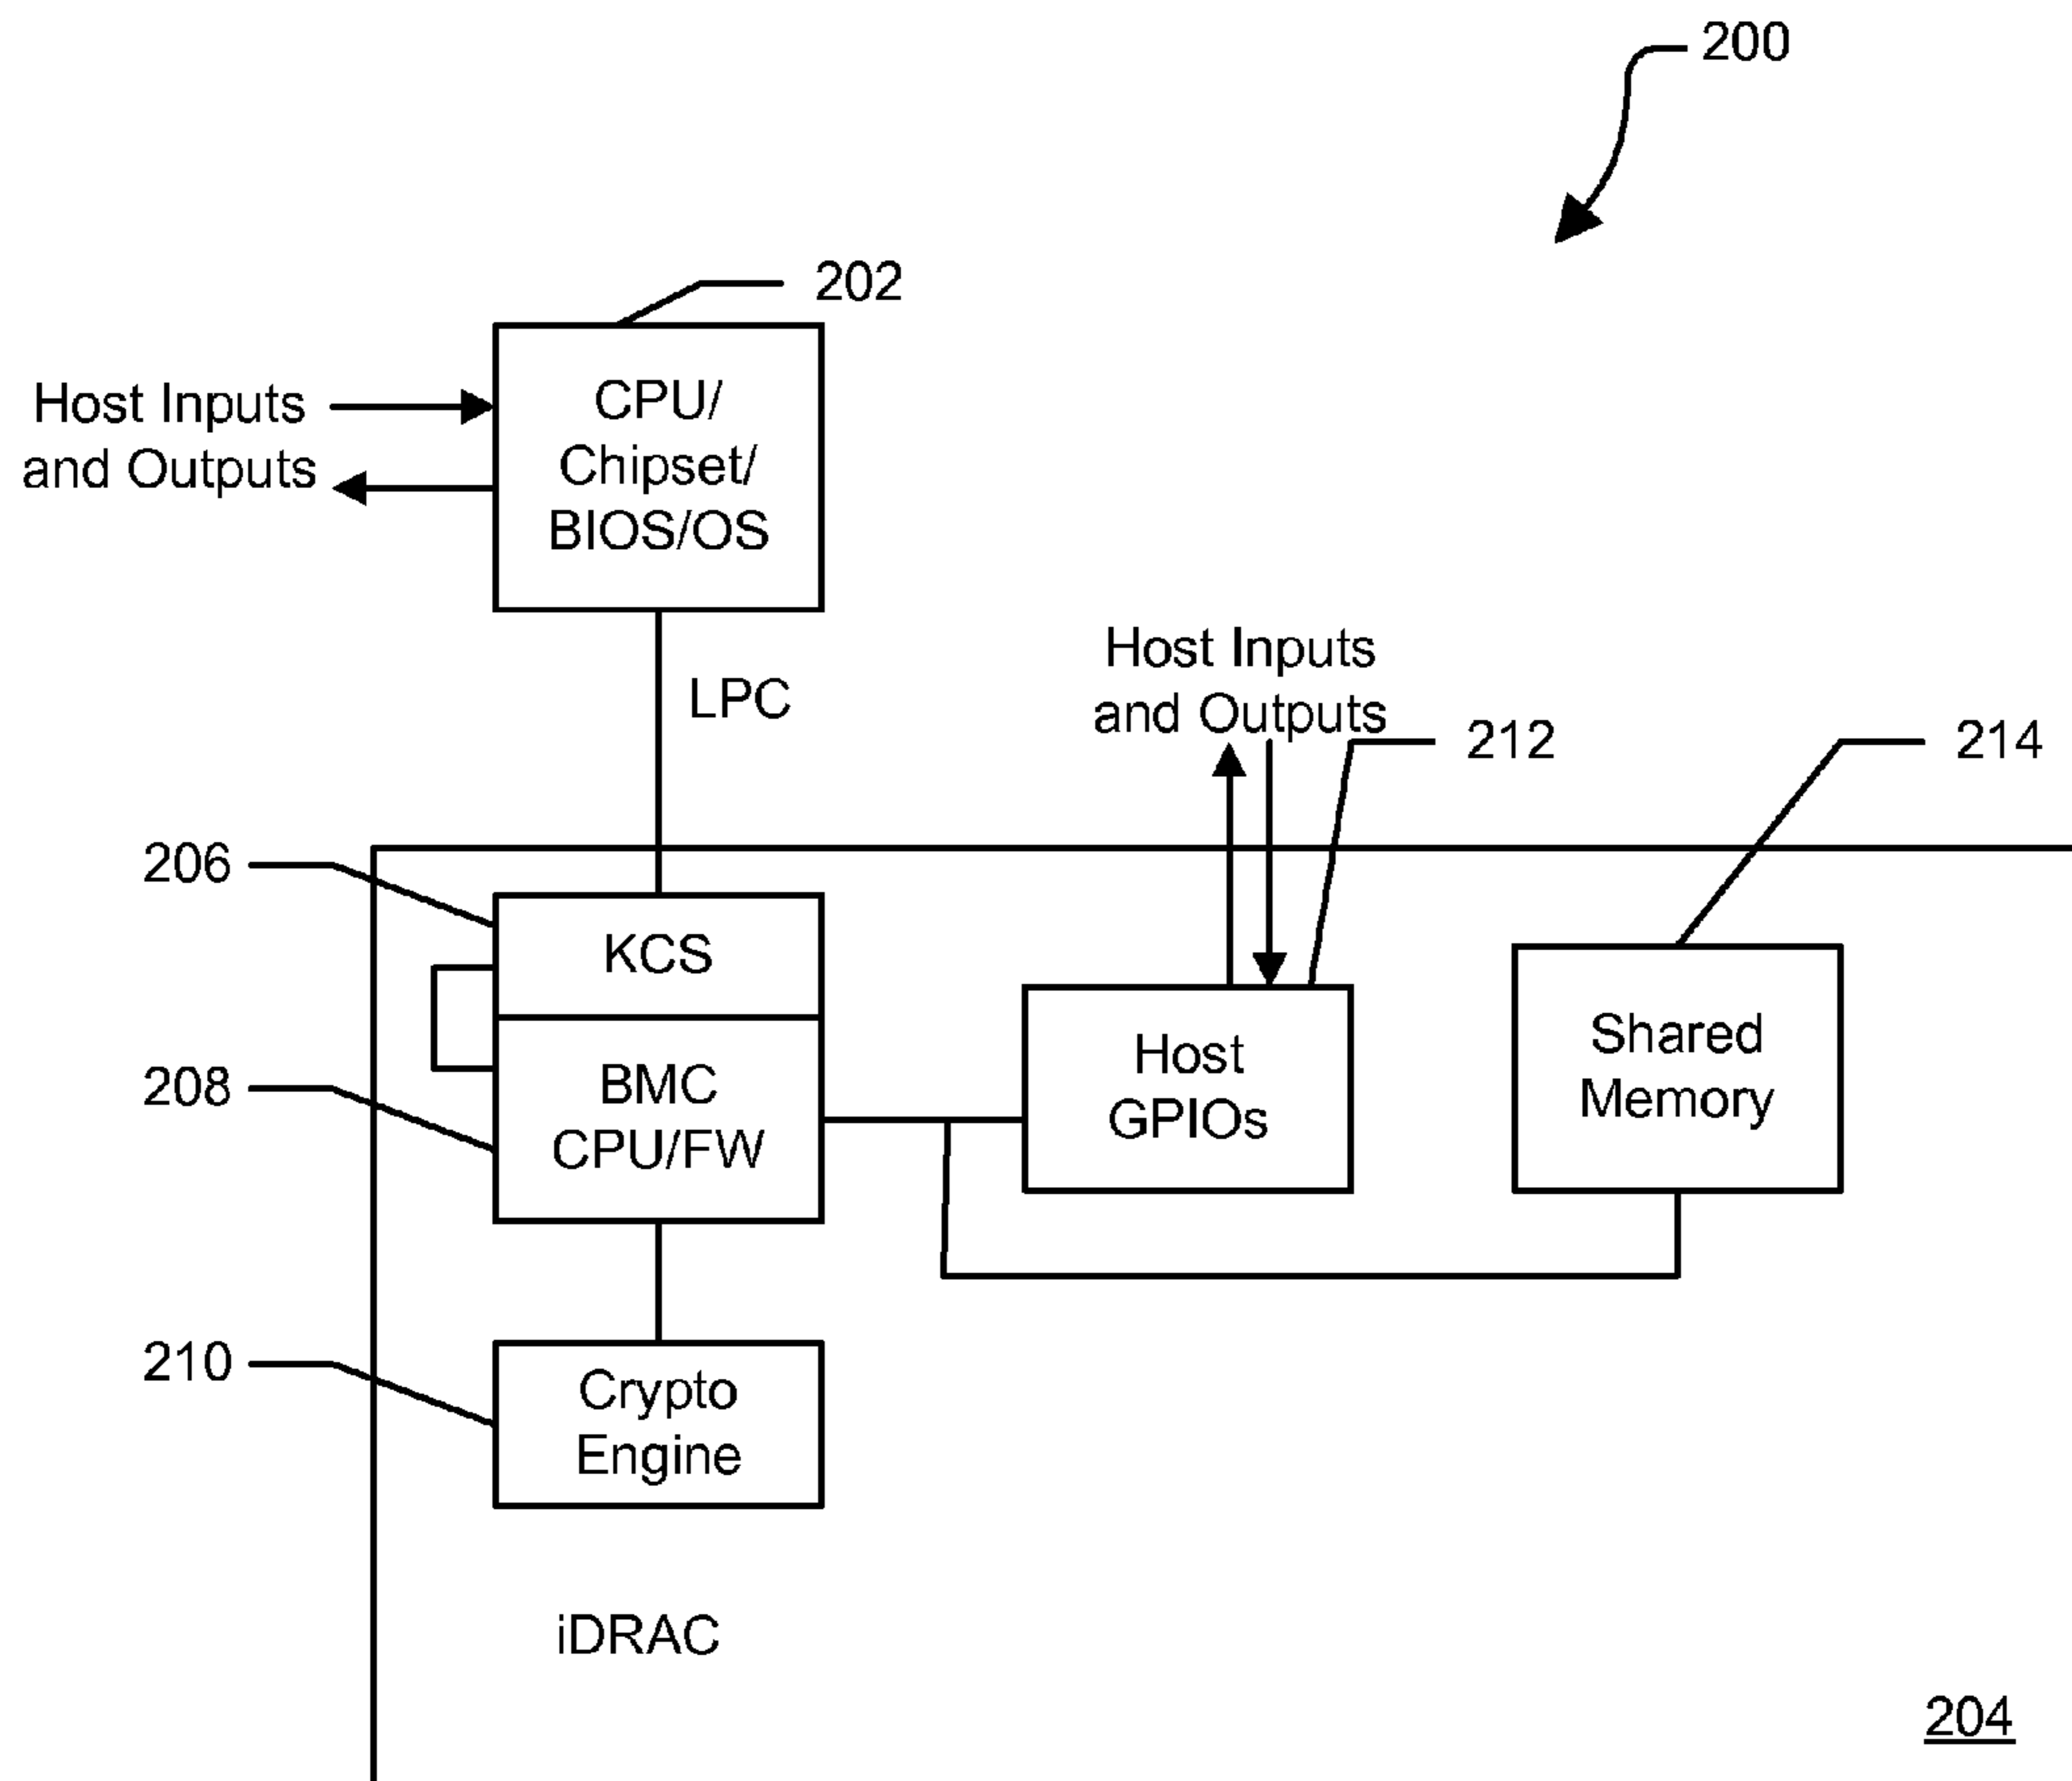 200
202
Host Inputs
and Outputs
CPU/
Chipset/
BIOS/OS
LPC
Host Inputs
and Outputs
212
214
206
KCS
208
BMC
CPU/FW
Host
GPIOs
Shared
Memory
210
Crypto
Engine
iDRAC
204